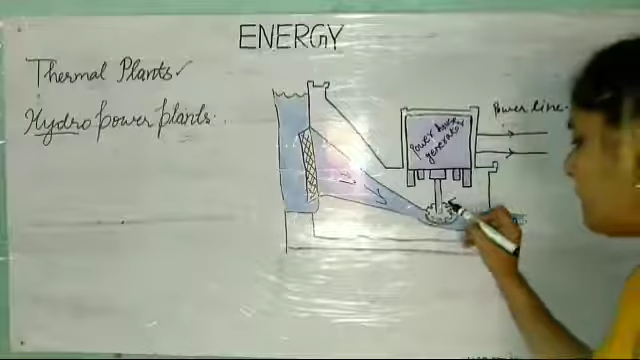 ENERGY
Thermal Plants ✓
Hydro power plants.
Power line.
Power house generator